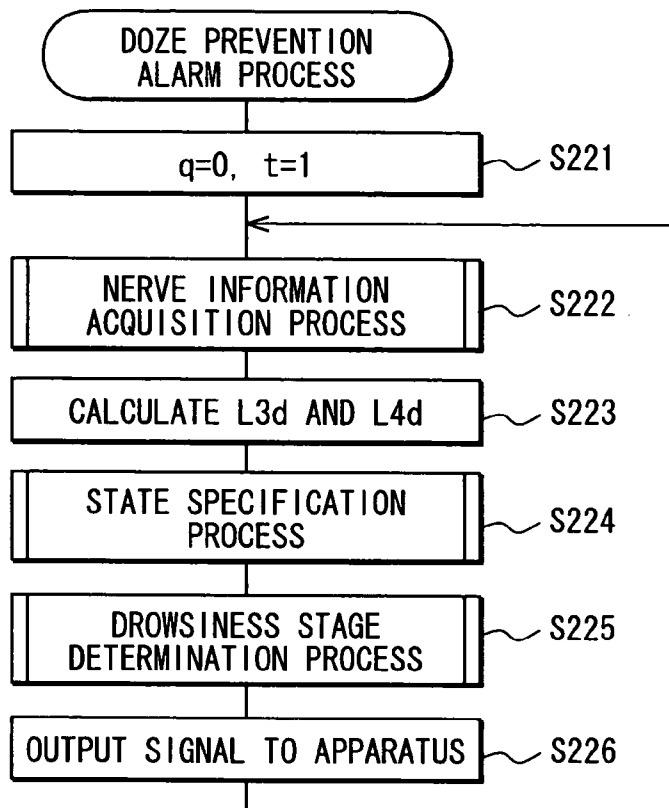 DOZE PREVENTION
ALARM PROCESS
q=0, t=1
S221
NERVE INFORMATION
ACQUISITION PROCESS
S222
CALCULATE L3d AND L4d
S223
STATE SPECIFICATION
PROCESS
S224
DROWSINESS STAGE
DETERMINATION PROCESS
S225
OUTPUT SIGNAL TO APPARATUS
S226